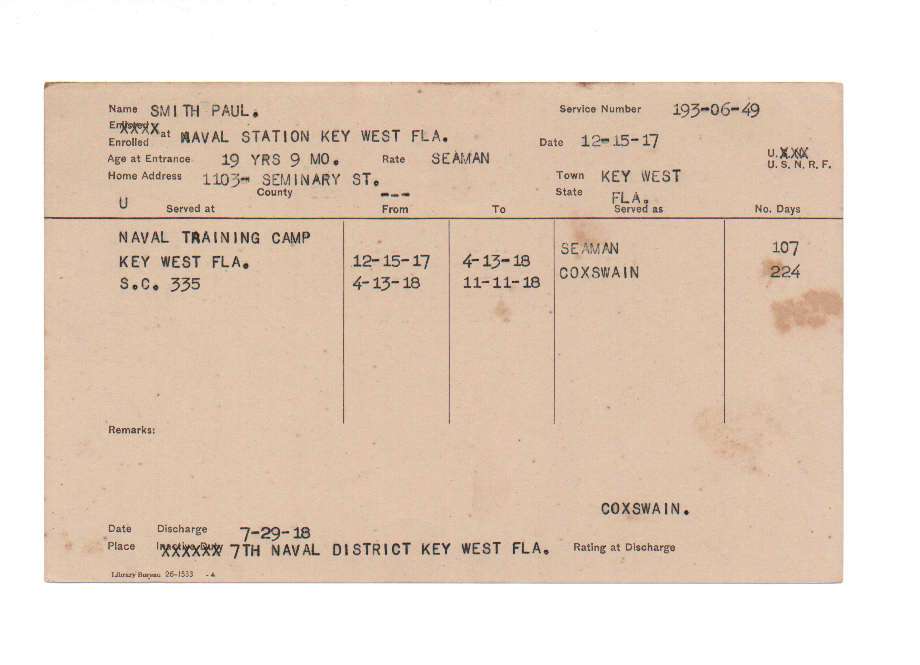 Name SMITH PAUL. Service Number 193-06-49
Enlisted
XXXX at NAVAL STATION KEY WEST FLA. Date 12-15-17
Enrolled
Age at Entrance 19 YRS 9 MO. Rate SEAMAN U.XXX
U. S. N. R. F.
Home Address 1103- SEMINARY ST. Town KEY WEST
County --- State FLA.
U Served at From To Served as No. Days
NAVAL TRAINING CAMP SEAMAN 107
KEY WEST FLA. 12-15-17 4-13-18 COXSWAIN 224
S.C. 335 4-13-18 11-11-18
Remarks:
COXSWAIN.
Date Discharge 7-29-18
Place Inactive Duty XXXXXX 7TH NAVAL DISTRICT KEY WEST FLA. Rating at Discharge
Library Bureau 26-1533 -4